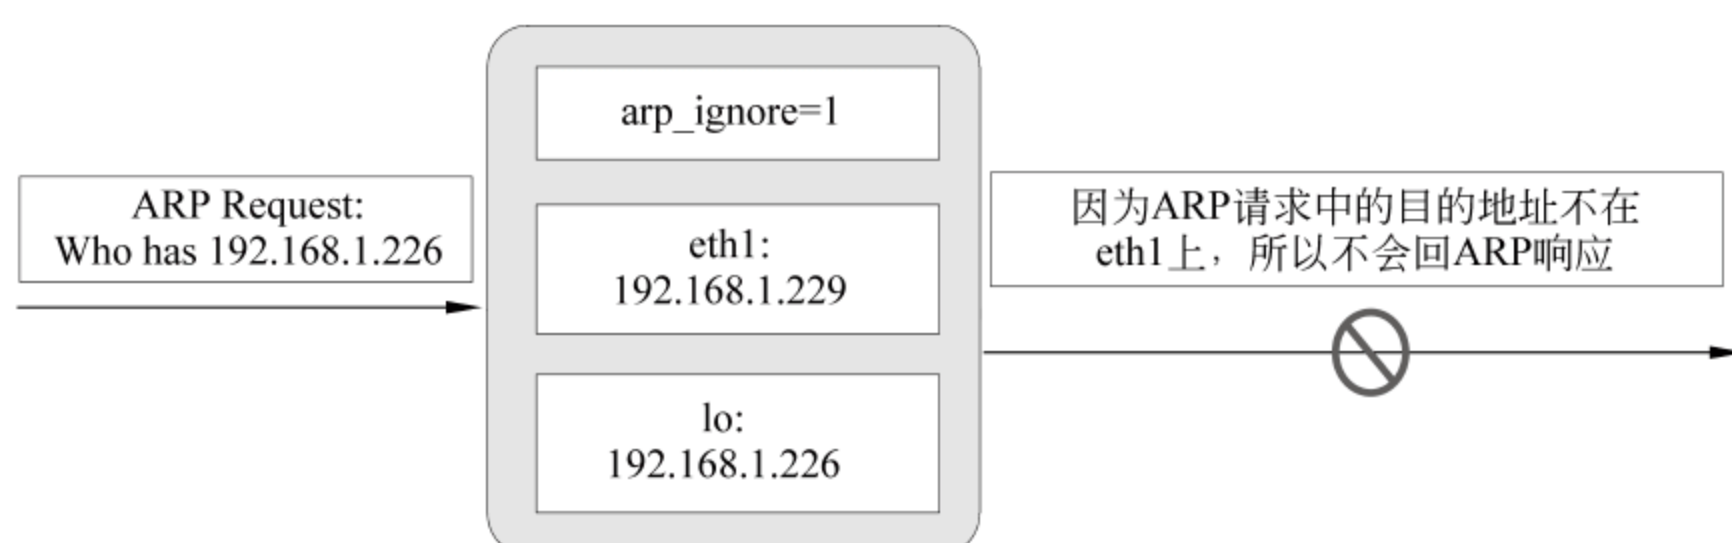 ARP Request:
Who has 192.168.1.226
arp_ignore=1
eth1:
192.168.1.229
lo:
192.168.1.226
因为ARP请求中的目的地址不在
eth1上，所以不会回ARP响应